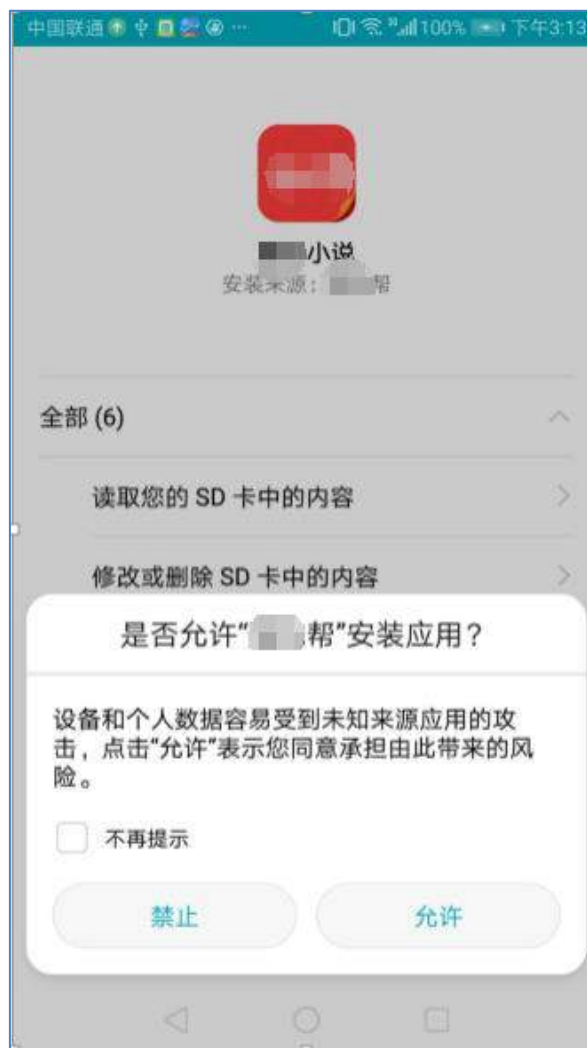 中国联通 ... 100% 下午3:13
小说
安装来源: 帮
全部 (6)
读取您的 SD 卡中的内容
修改或删除 SD 卡中的内容
是否允许“ 帮”安装应用?
设备和个人数据容易受到未知来源应用的攻
击，点击“允许”表示您同意承担由此带来的风
险。
不再提示
禁止 允许